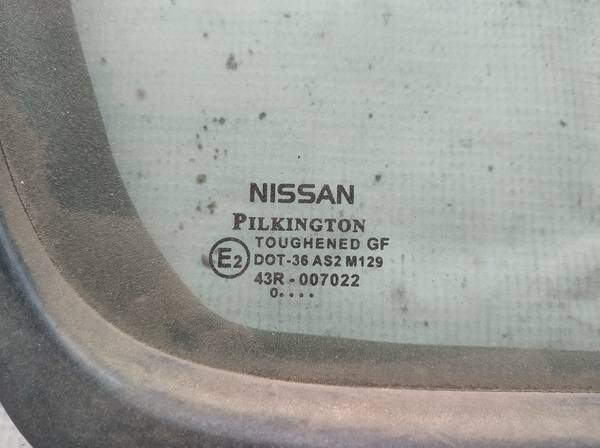 NISSAN
PILKINGTON
TOUGHENED GF
E2 DOT-36 AS2 M129
43R - 007022
0····